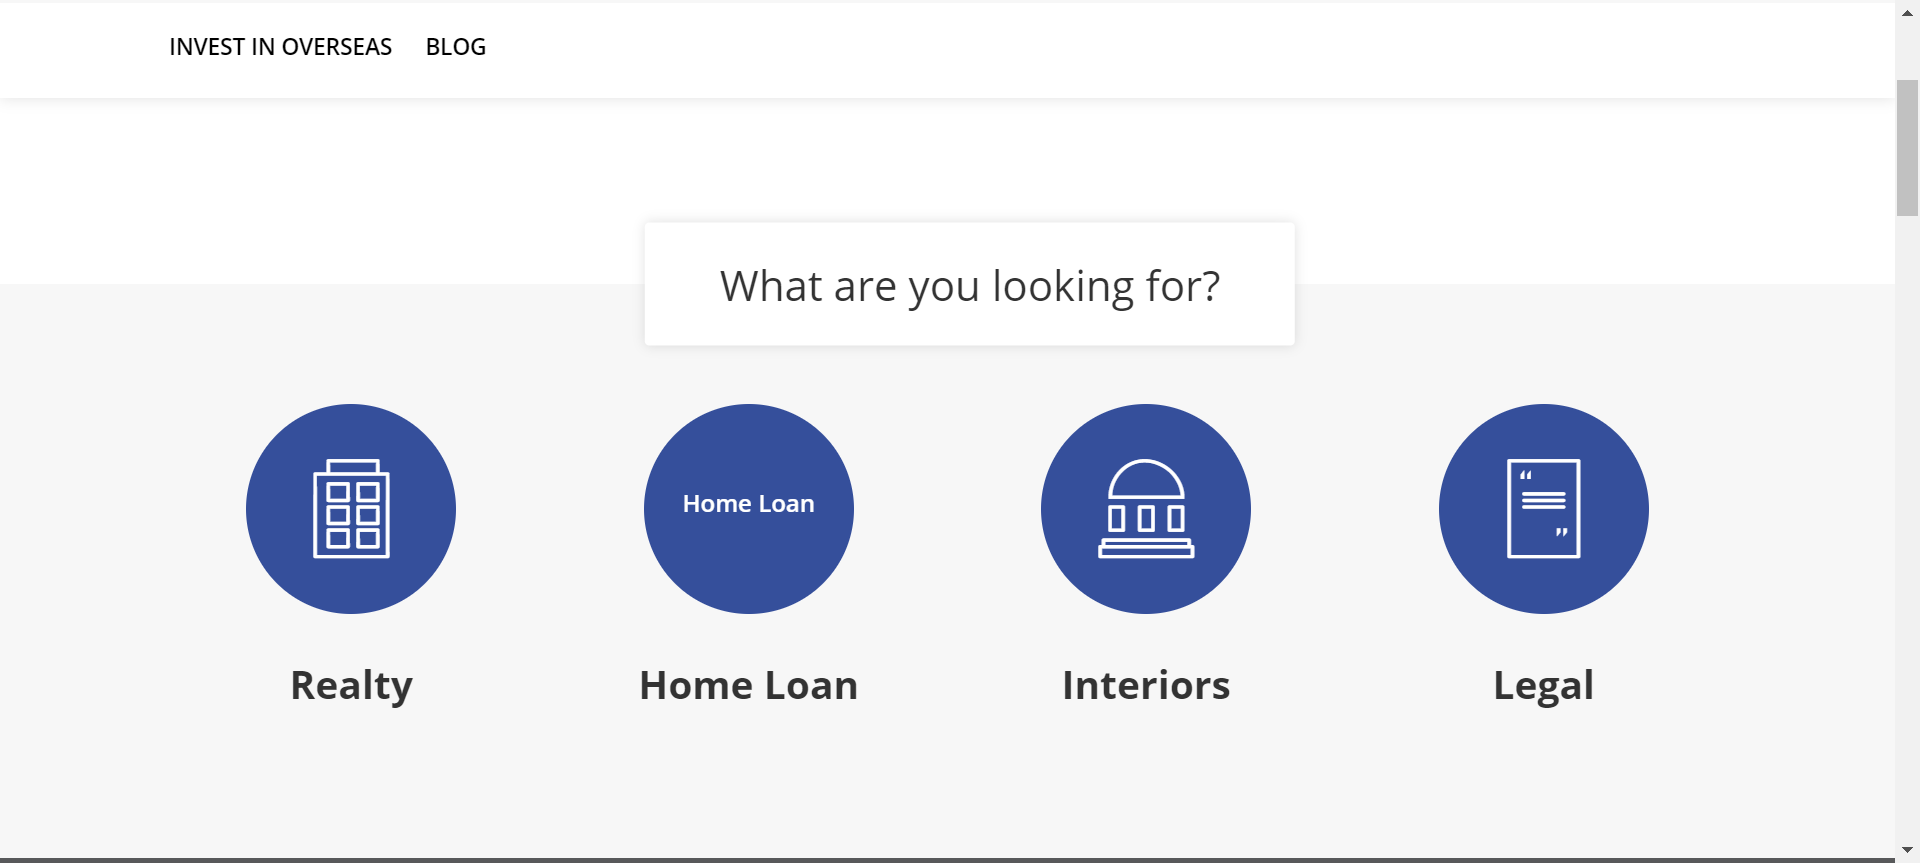 INVEST IN OVERSEAS BLOG
What are you looking for?
Home Loan
“
”
Realty Home Loan Interiors Legal